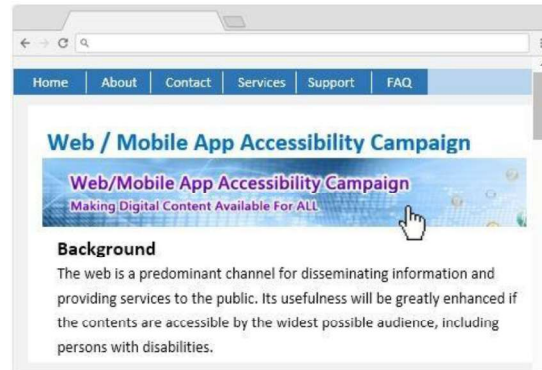 Home About Contact Services Support FAQ
Web / Mobile App Accessibility Campaign
Web/Mobile App Accessibility Campaign
Making Digital Content Available For ALL
Background
The web is a predominant channel for disseminating information and
providing services to the public. Its usefulness will be greatly enhanced if
the contents are accessible by the widest possible audience, including
persons with disabilities.